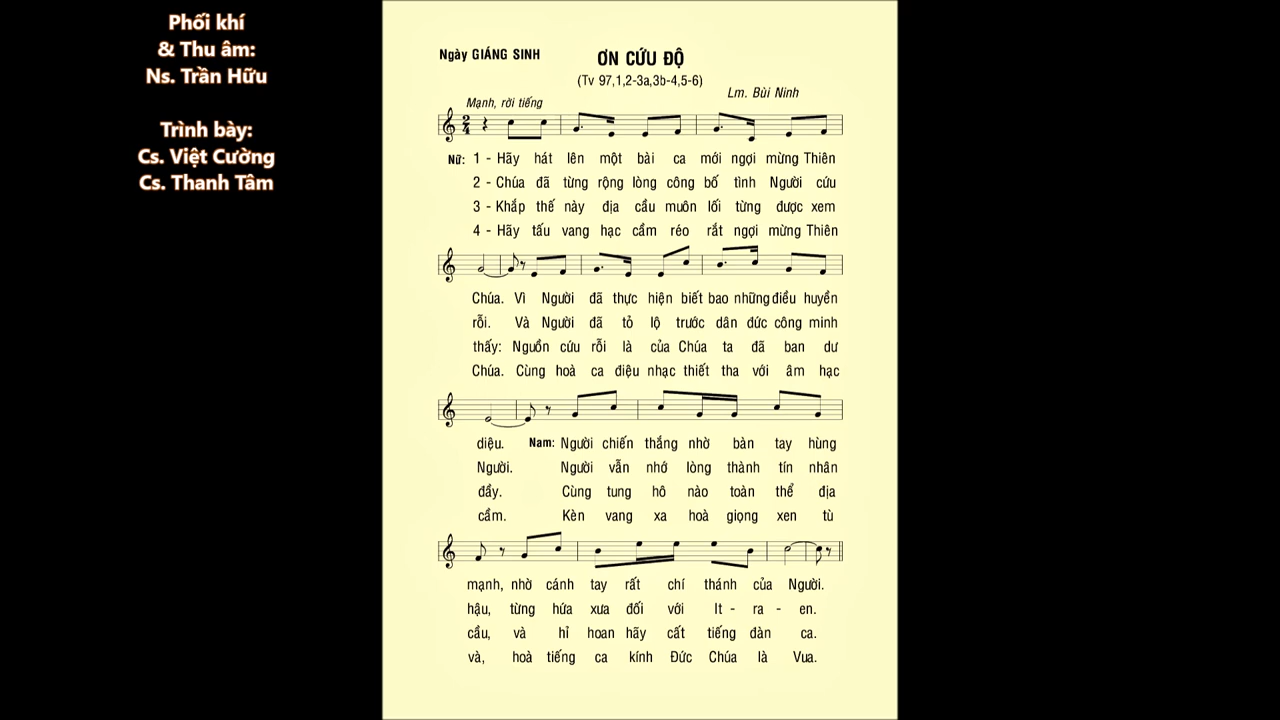 Phối khí
& Thu âm:
Ns. Trần Hữu
Trình bày:
Cs. Việt Cường
Cs. Thanh Tâm
Ngày GIÁNG SINH
ƠN CỨU ĐỘ
(Tv 97,1,2-3a,3b-4,5-6)
Lm. Bùi Ninh
Mạnh, rời tiếng
Nữ: 1 - Hãy hát lên một bài ca mới ngợi mừng Thiên
2 - Chúa đã từng rộng lòng công bố tình Người cứu
3 - Khắp thế này địa cầu muôn lối từng được xem
4 - Hãy tấu vang hạc cầm réo rắt ngợi mừng Thiên
Chúa. Vì Người đã thực hiện biết bao những điều huyền
rỗi. Và Người đã tỏ lộ trước dân dức công minh
thấy: Nguồn cứu rỗi là của Chúa ta đã ban dư
Chúa. Cùng hoà ca điệu nhạc thiết tha với âm hạc
diệu. Nam: Người chiến thắng nhờ bàn tay hùng
Người. Người vẫn nhớ lòng thành tín nhân
đầy. Cùng tung hô nào toàn thể địa
cầm. Kèn vang xa hoà giọng xen tù
mạnh, nhờ cánh tay rất chí thánh của Người.
hậu, từng hứa xưa đối với It - ra - en.
cầu, và hỉ hoan hãy cất tiếng đàn ca.
và, hoà tiếng ca kính Đức Chúa là Vua.